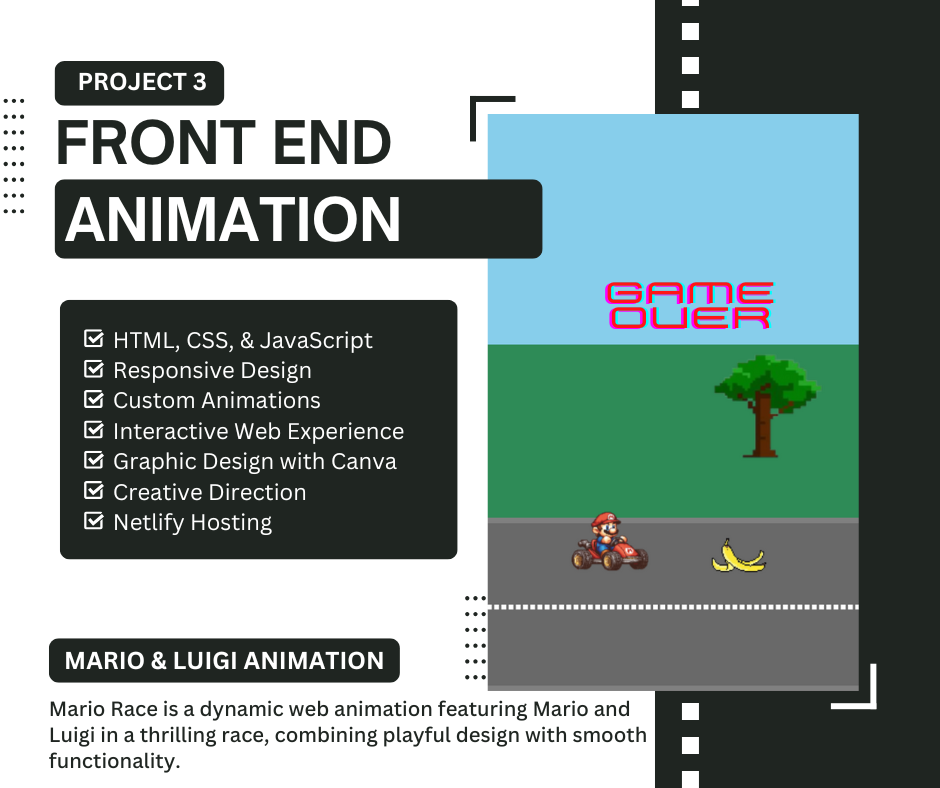 PROJECT 3
FRONT END
ANIMATION
HTML, CSS, & JavaScript
Responsive Design
Custom Animations
Interactive Web Experience
Graphic Design with Canva
Creative Direction
Netlify Hosting
GAME
OVER
MARIO & LUIGI ANIMATION
Mario Race is a dynamic web animation featuring Mario and
Luigi in a thrilling race, combining playful design with smooth
functionality.